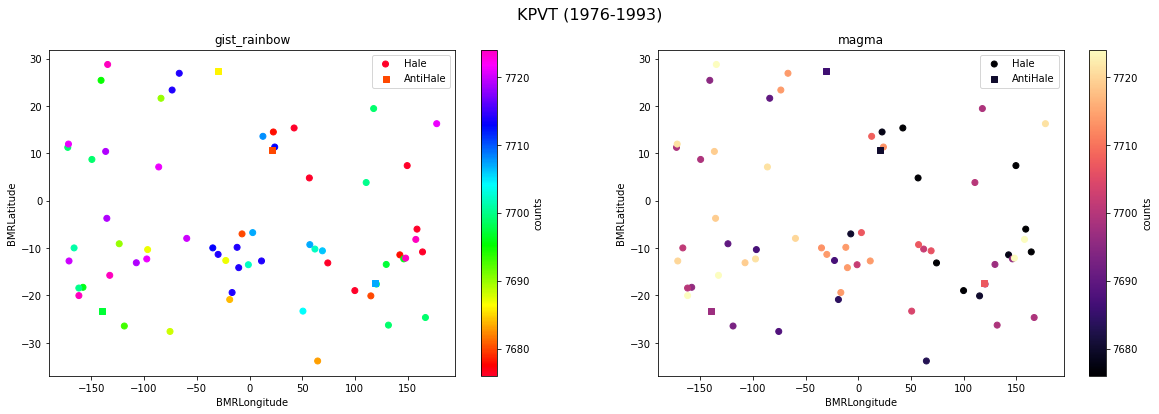 KPVT (1976-1993)
gist_rainbow
Hale
AntiHale
30
20
10
0
−10
−20
−30
BMRLatitude
−150
−100
−50
0
50
100
150
BMRLongitude
7720
7710
7700
7690
7680
counts
magma
Hale
AntiHale
30
20
10
0
−10
−20
−30
BMRLatitude
−150
−100
−50
0
50
100
150
BMRLongitude
7720
7710
7700
7690
7680
counts